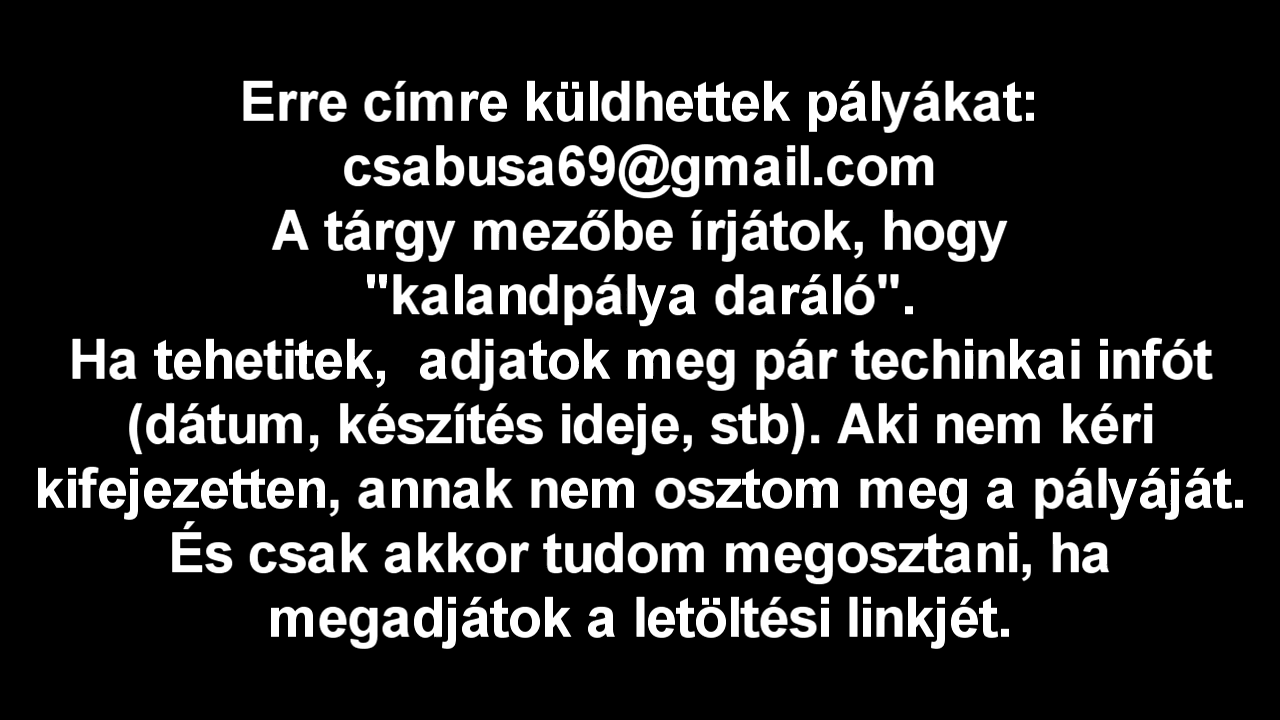 Erre címre küldhettek pályákat:
csabusa69@gmail.com
A tárgy mezőbe írjátok, hogy
"kalandpálya daráló".
Ha tehetitek,  adjatok meg pár techinkai infót
(dátum, készítés ideje, stb). Aki nem kéri
kifejezetten, annak nem osztom meg a pályáját.
És csak akkor tudom megosztani, ha
megadjátok a letöltési linkjét.